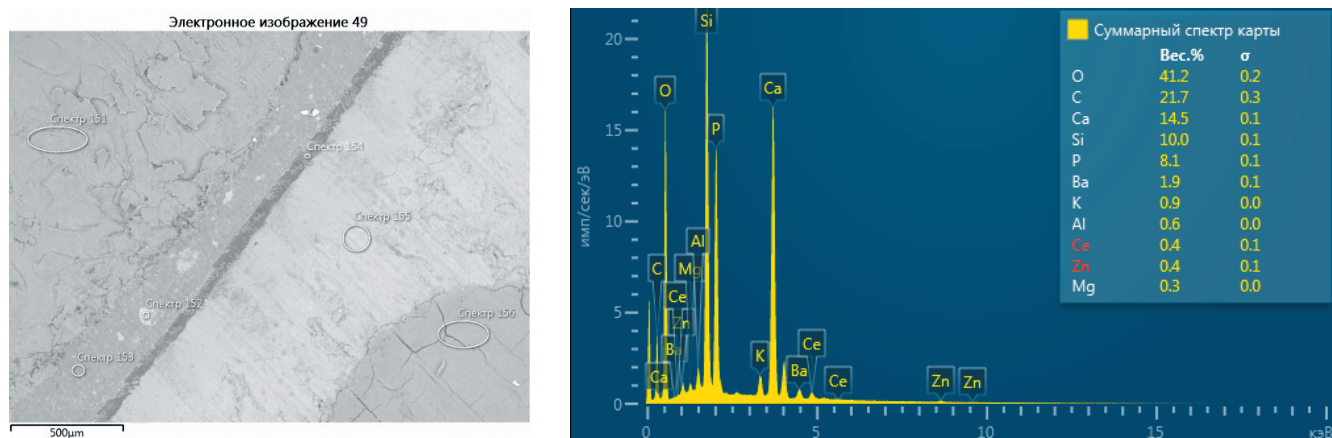 Электронное изображение 49
Спектр 151
Спектр 154
Спектр 155
Спектр 152
Спектр 156
Спектр 153
500µm
имп/сек/эВ
20
15
10
5
0
Si
O
Ca
P
Al
C
Mg
Ce
Zn
Ba
Ca
K
Ba
Ce
Ce
Zn
Zn
0
5
10
15
кэВ
Суммарный спектр карты
Вес.% σ
O 41.2 0.2
C 21.7 0.3
Ca 14.5 0.1
Si 10.0 0.1
P 8.1 0.1
Ba 1.9 0.1
K 0.9 0.0
Al 0.6 0.0
Ce 0.4 0.1
Zn 0.4 0.1
Mg 0.3 0.0